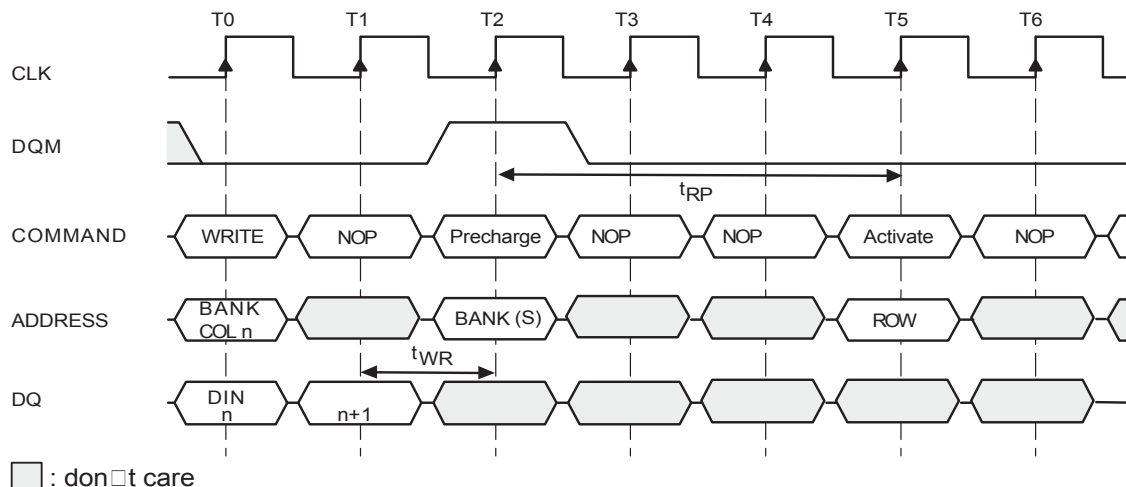 T0 T1 T2 T3 T4 T5 T6
CLK
DQM
tRP
COMMAND WRITE NOP Precharge NOP NOP Activate NOP
ADDRESS BANK COL n BANK (S) ROW
tWR
DQ DIN n n+1
: don□t care